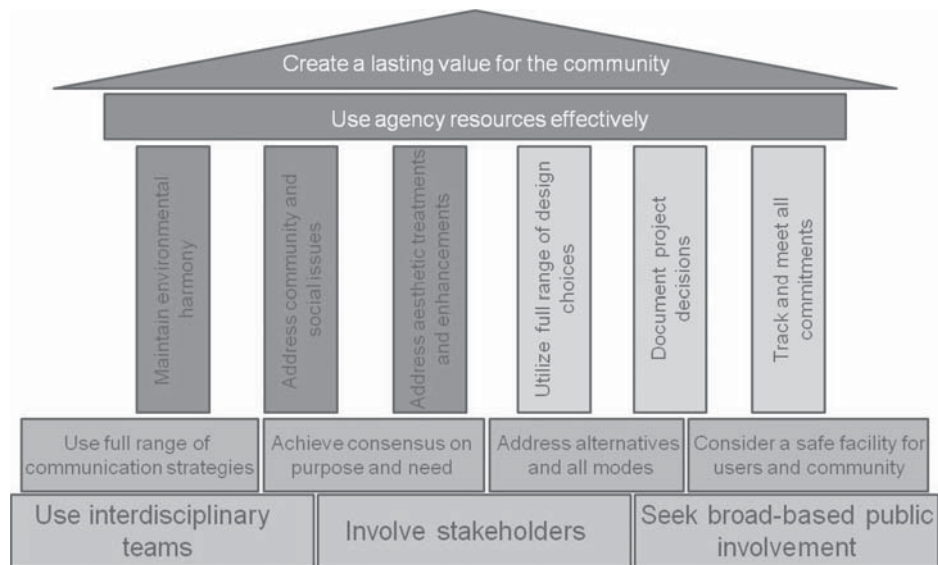 Create a lasting value for the community
Use agency resources effectively
Maintain environmental
harmony
Address community and
social issues
Address aesthetic treatments
and enhancements
Utilize full range of design
choices
Document project
decisions
Track and meet all
commitments
Use full range of
communication strategies
Achieve consensus on
purpose and need
Address alternatives
and all modes
Consider a safe facility for
users and community
Use interdisciplinary
teams
Involve stakeholders
Seek broad-based public
involvement